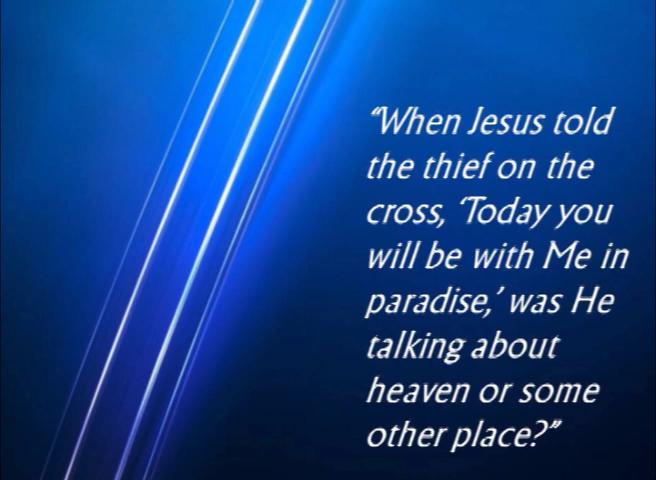 “When Jesus told
the thief on the
cross, ‘Today you
will be with Me in
paradise,’ was He
talking about
heaven or some
other place?”